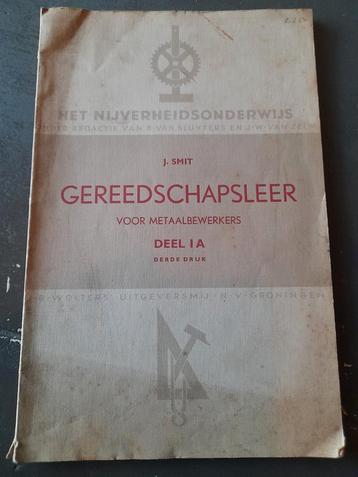 HET NIJVERHEIDSONDERWIJS
ONDER REDACTIE VAN B. VAN SLUYTERS EN J·W·VAN ZELM
J. SMIT
GEREEDSCHAPSLEER
VOOR METAALBEWERKERS
DEEL I A
DERDE DRUK
J·B·WOLTERS' UITGEVERSMIJ·N·V·GRONINGEN